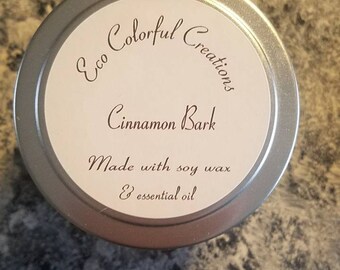 Eco Colorful Creations
Cinnamon Bark
Made with soy wax
& essential oil